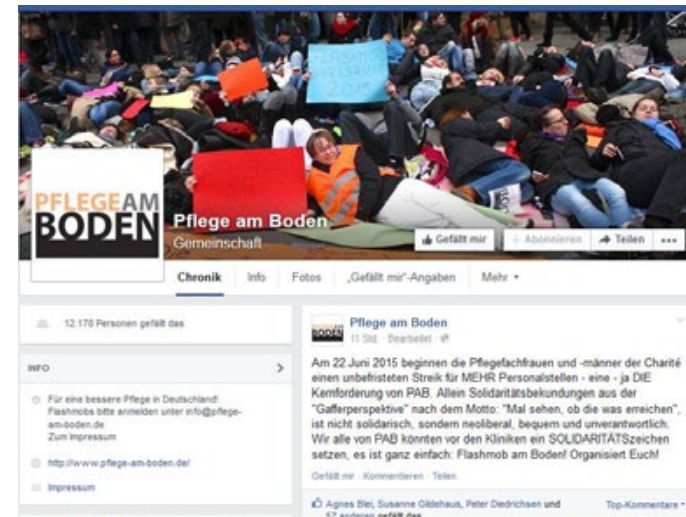 PFLEGEAM
BODEN
Pflege am Boden
Gemeinschaft
Gefällt mir
+ Abonnieren
Teilen
Chronik
Info
Fotos
„Gefällt mir"-Angaben
Mehr
12.178 Personen gefällt das
INFO
Für eine bessere Pflege in Deutschland!
Flashmobs bitte anmelden unter info@pflege-
am-boden.de
Zum Impressum
http://www.pflege-am-boden.de/
Impressum
BODEN
Pflege am Boden
11 Std. · Bearbeitet ·
Am 22.Juni 2015 beginnen die Pflegefachfrauen und -männer der Charité
einen unbefristeten Streik für MEHR Personalstellen - eine - ja DIE
Kernforderung von PAB. Allein Solidaritätsbekundungen aus der
"Gafferperspektive" nach dem Motto: "Mal sehen, ob die was erreichen",
ist nicht solidarisch, sondern neoliberal, bequem und unverantwortlich.
Wir alle von PAB könnten vor den Kliniken ein SOLIDARITÄTSzeichen
setzen, es ist ganz einfach: Flashmob am Boden! Organisiert Euch!
Gefällt mir · Kommentieren · Teilen
Agnes Blei, Susanne Gildehaus, Peter Diedrichsen und
57 anderen gefällt das.
Top-Kommentare